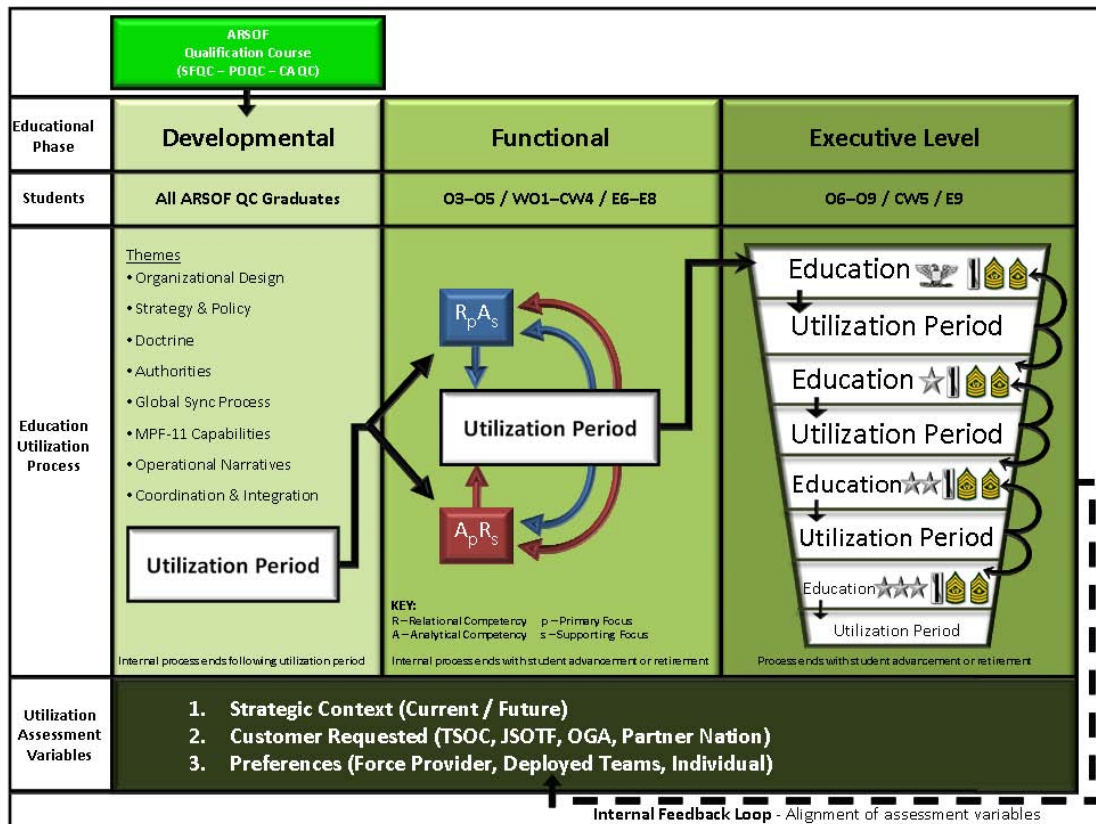 ARSOF
Qualification Course
(SFQC – POQC – CAQC)
Educational
Phase
Developmental
Functional
Executive Level
Students
All ARSOF QC Graduates
O3–O5 / WO1–CW4 / E6–E8
O6–O9 / CW5 / E9
Education
Utilization
Process
Themes
• Organizational Design
• Strategy & Policy
• Doctrine
• Authorities
• Global Sync Process
• MPF-11 Capabilities
• Operational Narratives
• Coordination & Integration
Utilization Period
Internal process ends following utilization period
RpAs
Utilization Period
ApRs
KEY:
R – Relational Competency p – Primary Focus
A – Analytical Competency s – Supporting Focus
Internal process ends with student advancement or retirement
Education
Utilization Period
Education
Utilization Period
Education
Utilization Period
Education
Utilization Period
Process ends with student advancement or retirement
Utilization
Assessment
Variables
1. Strategic Context (Current / Future)
2. Customer Requested (TSOC, JSOTF, OGA, Partner Nation)
3. Preferences (Force Provider, Deployed Teams, Individual)
Internal Feedback Loop - Alignment of assessment variables